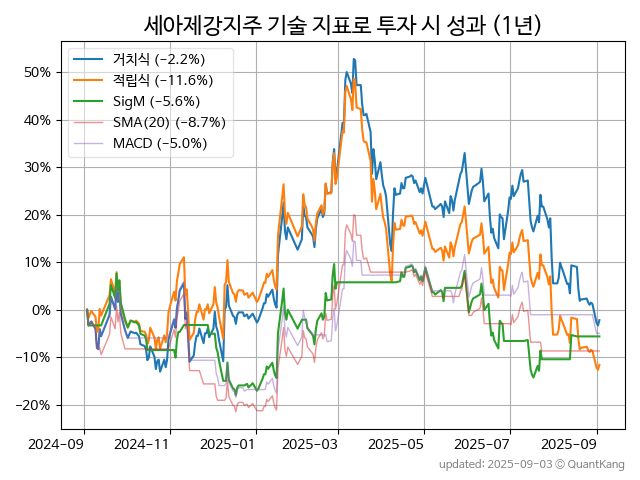 세아제강지주 기술 지표로 투자 시 성과 (1년)
거치식 (−2.2%)
적립식 (−11.6%)
SigM (−5.6%)
SMA(20) (−8.7%)
MACD (−5.0%)
50%
40%
30%
20%
10%
0%
−10%
−20%
2024-09 2024-11 2025-01 2025-03 2025-05 2025-07 2025-09
updated: 2025-09-03 © QuantKang